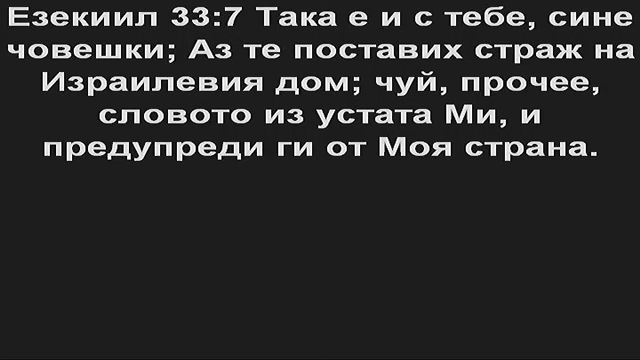 Езекиил 33:7 Така е и с тебе, сине
човешки; Аз те поставих страж на
Израилевия дом; чуй, прочее,
словото из устата Ми, и
предупреди ги от Моя страна.